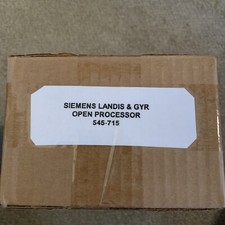 SIEMENS LANDIS & GYR
OPEN PROCESSOR
545-715